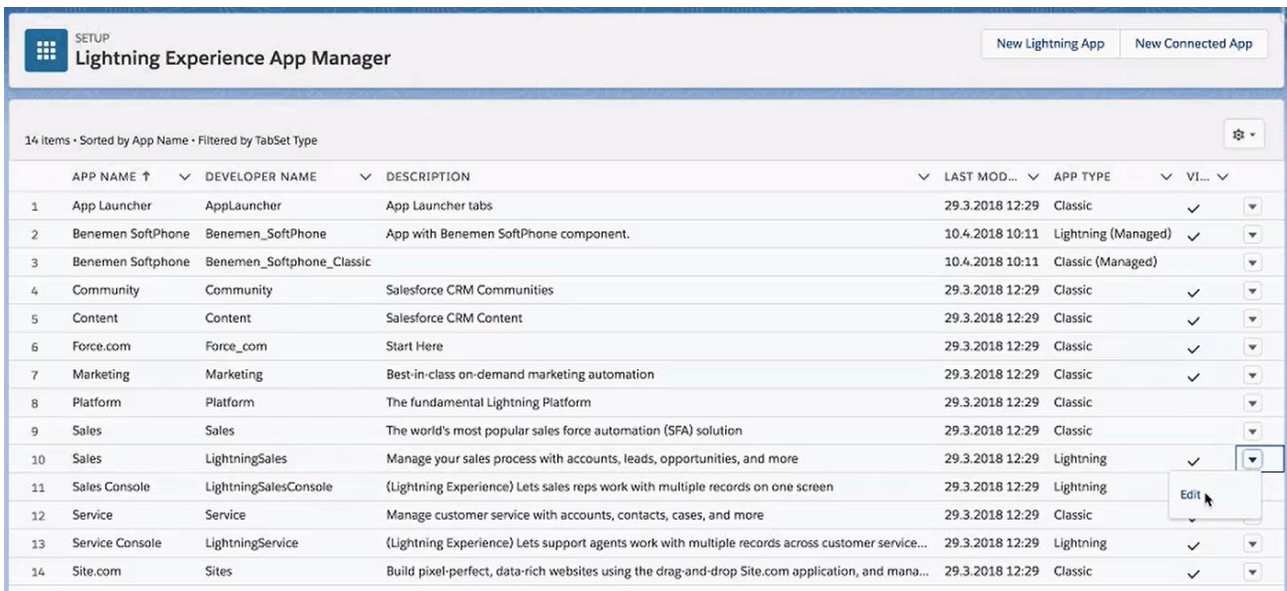 SETUP
Lightning Experience App Manager
New Lightning App New Connected App
14 items • Sorted by App Name • Filtered by TabSet Type
APP NAME ↑ DEVELOPER NAME DESCRIPTION LAST MOD... APP TYPE VI...
1 App Launcher AppLauncher App Launcher tabs 29.3.2018 12:29 Classic
2 Benemen SoftPhone Benemen_SoftPhone App with Benemen SoftPhone component. 10.4.2018 10:11 Lightning (Managed)
3 Benemen Softphone Benemen_Softphone_Classic 10.4.2018 10:11 Classic (Managed)
4 Community Community Salesforce CRM Communities 29.3.2018 12:29 Classic
5 Content Content Salesforce CRM Content 29.3.2018 12:29 Classic
6 Force.com Force_com Start Here 29.3.2018 12:29 Classic
7 Marketing Marketing Best-in-class on-demand marketing automation 29.3.2018 12:29 Classic
8 Platform Platform The fundamental Lightning Platform 29.3.2018 12:29 Classic
9 Sales Sales The world's most popular sales force automation (SFA) solution 29.3.2018 12:29 Classic
10 Sales LightningSales Manage your sales process with accounts, leads, opportunities, and more 29.3.2018 12:29 Lightning
11 Sales Console LightningSalesConsole (Lightning Experience) Lets sales reps work with multiple records on one screen 29.3.2018 12:29 Lightning
Edit
12 Service Service Manage customer service with accounts, contacts, cases, and more 29.3.2018 12:29 Classic
13 Service Console LightningService (Lightning Experience) Lets support agents work with multiple records across customer service... 29.3.2018 12:29 Lightning
14 Site.com Sites Build pixel-perfect, data-rich websites using the drag-and-drop Site.com application, and mana... 29.3.2018 12:29 Classic